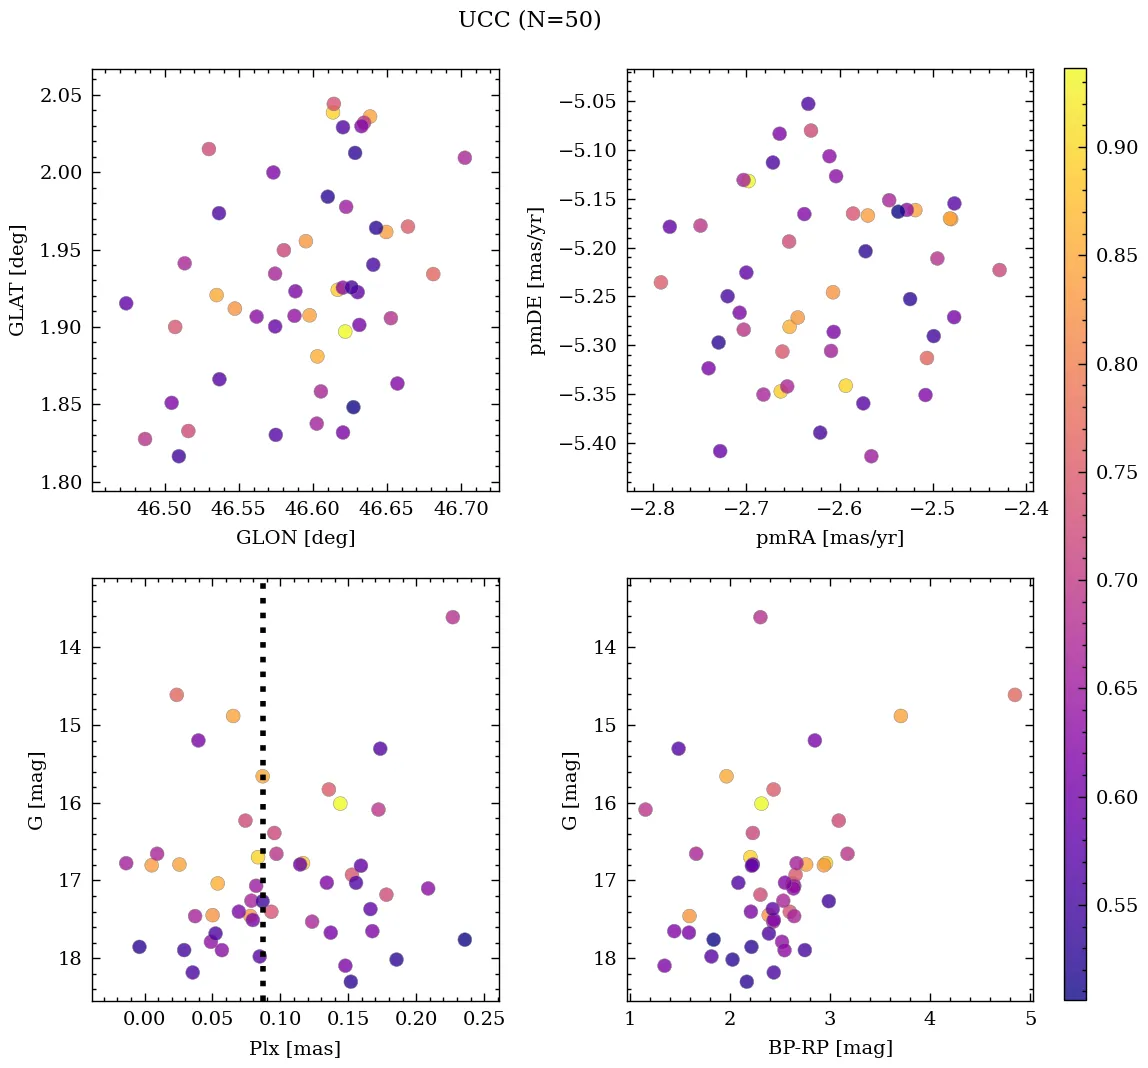 UCC (N=50)
2.05
2.00
1.95
1.90
1.85
1.80
GLAT [deg]
46.50 46.55 46.60 46.65 46.70
GLON [deg]
−5.05
−5.10
−5.15
−5.20
−5.25
−5.30
−5.35
−5.40
pmDE [mas/yr]
−2.8 −2.7 −2.6 −2.5 −2.4
pmRA [mas/yr]
14
15
16
17
18
G [mag]
0.00 0.05 0.10 0.15 0.20 0.25
Plx [mas]
14
15
16
17
18
G [mag]
1 2 3 4 5
BP-RP [mag]
0.90
0.85
0.80
0.75
0.70
0.65
0.60
0.55